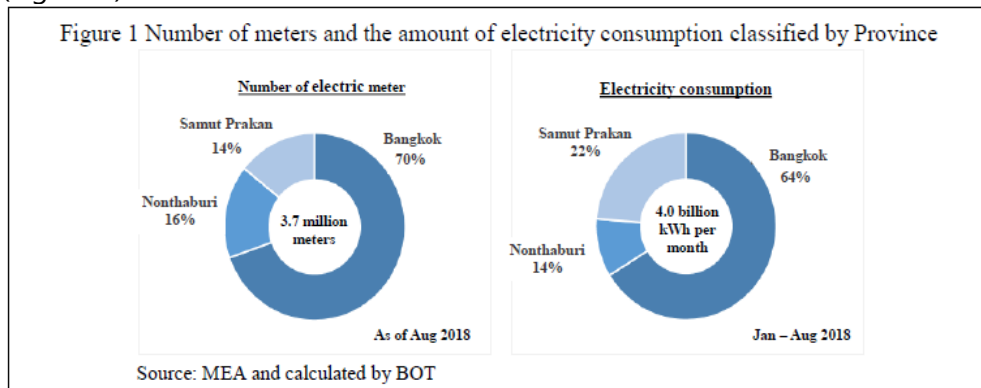 Figure 1 Number of meters and the amount of electricity consumption classified by Province
Number of electric meter
Samut Prakan
14%
Bangkok
70%
Nonthaburi
16%
3.7 million
meters
As of Aug 2018
Electricity consumption
Samut Prakan
22%
Bangkok
64%
Nonthaburi
14%
4.0 billion
kWh per
month
Jan – Aug 2018
Source: MEA and calculated by BOT